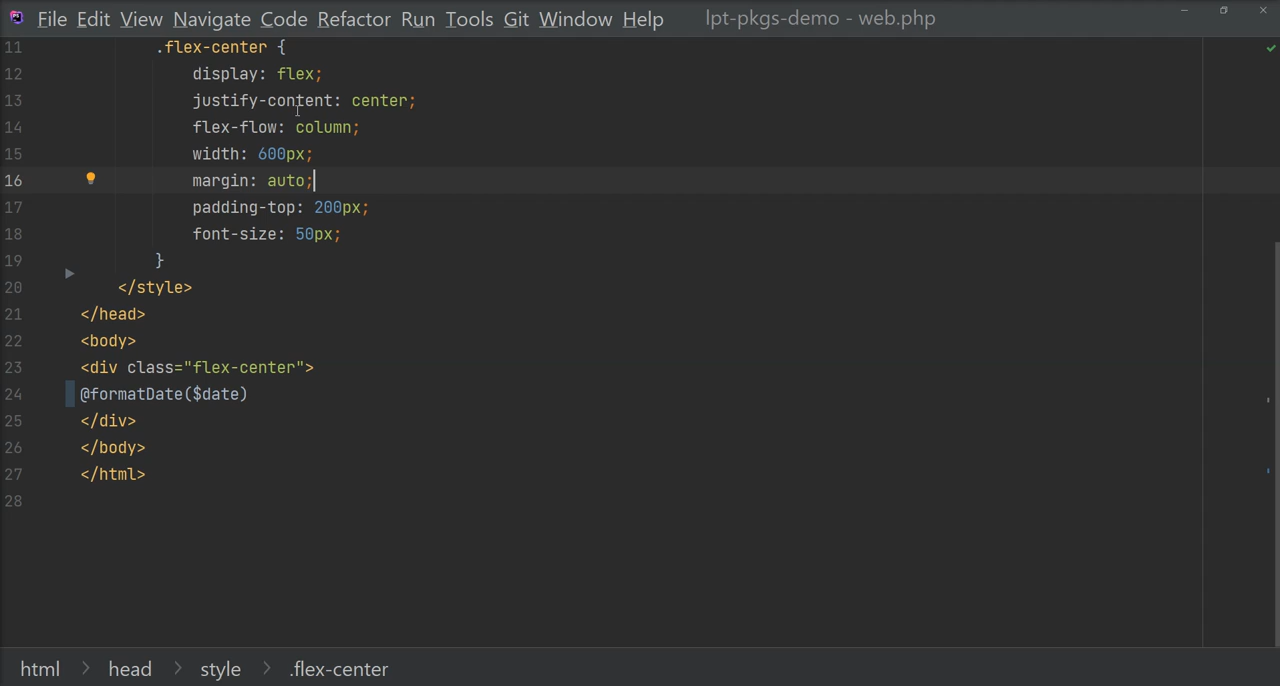 File Edit View Navigate Code Refactor Run Tools Git Window Help lpt-pkgs-demo - web.php
11 .flex-center {
12 display: flex;
13 justify-content: center;
14 flex-flow: column;
15 width: 600px;
16 margin: auto;
17 padding-top: 200px;
18 font-size: 50px;
19 }
20 </style>
21 </head>
22 <body>
23 <div class="flex-center">
24 @formatDate($date)
25 </div>
26 </body>
27 </html>
28
html > head > style > .flex-center